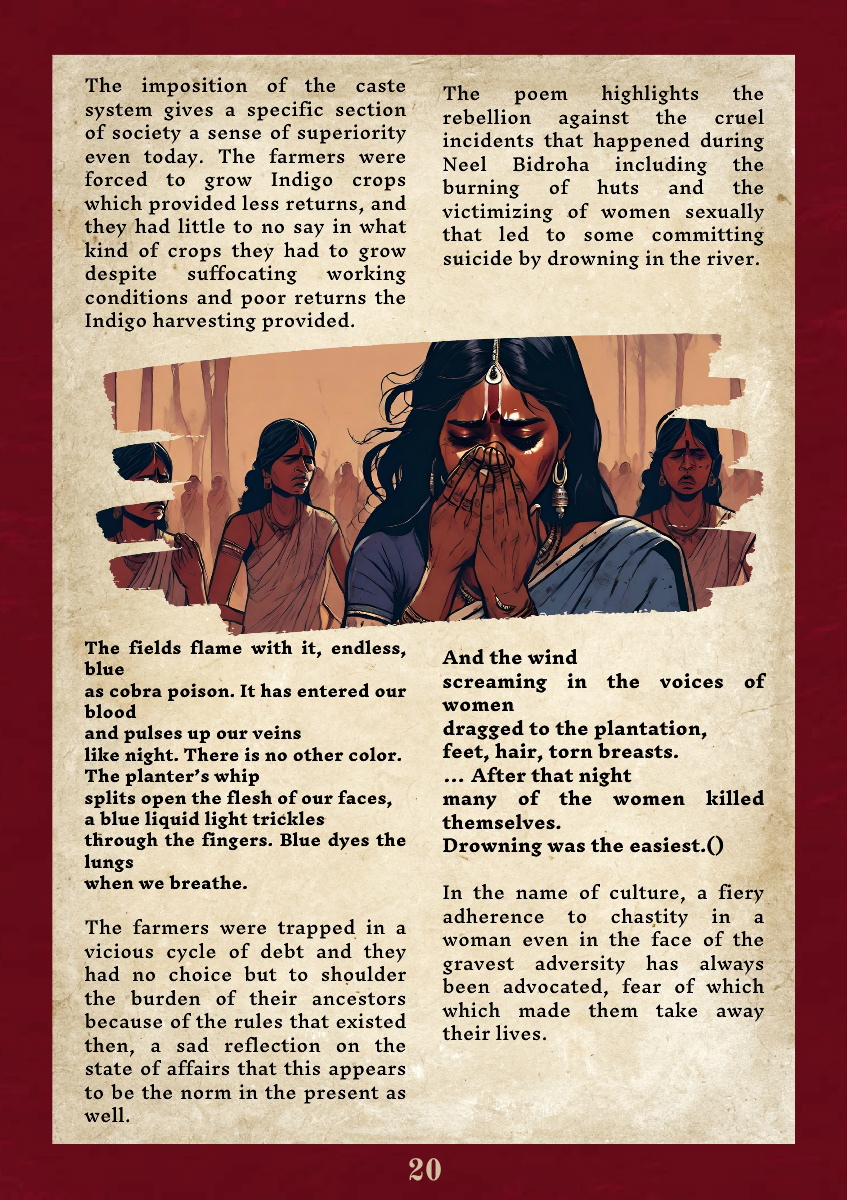 The imposition of the caste
system gives a specific section
of society a sense of superiority
even today. The farmers were
forced to grow Indigo crops
which provided less returns, and
they had little to no say in what
kind of crops they had to grow
despite suffocating working
conditions and poor returns the
Indigo harvesting provided.
The fields flame with it, endless,
blue
as cobra poison. It has entered our
blood
and pulses up our veins
like night. There is no other color.
The planter's whip
splits open the flesh of our faces,
a blue liquid light trickles
through the fingers. Blue dyes the
lungs
when we breathe.
The farmers were trapped in a
vicious cycle of debt and they
had no choice but to shoulder
the burden of their ancestors
because of the rules that existed
then, a sad reflection on the
state of affairs that this appears
to be the norm in the present as
well.
The poem highlights the
rebellion against the cruel
incidents that happened during
Neel Bidroha including the
burning of huts and the
victimizing of women sexually
that led to some committing
suicide by drowning in the river.
And the wind
screaming in the voices of
women
dragged to the plantation,
feet, hair, torn breasts.
... After that night
many of the women killed
themselves.
Drowning was the easiest.()
In the name of culture, a fiery
adherence to chastity in a
woman even in the face of the
gravest adversity has always
been advocated, fear of which
which made them take away
their lives.
20